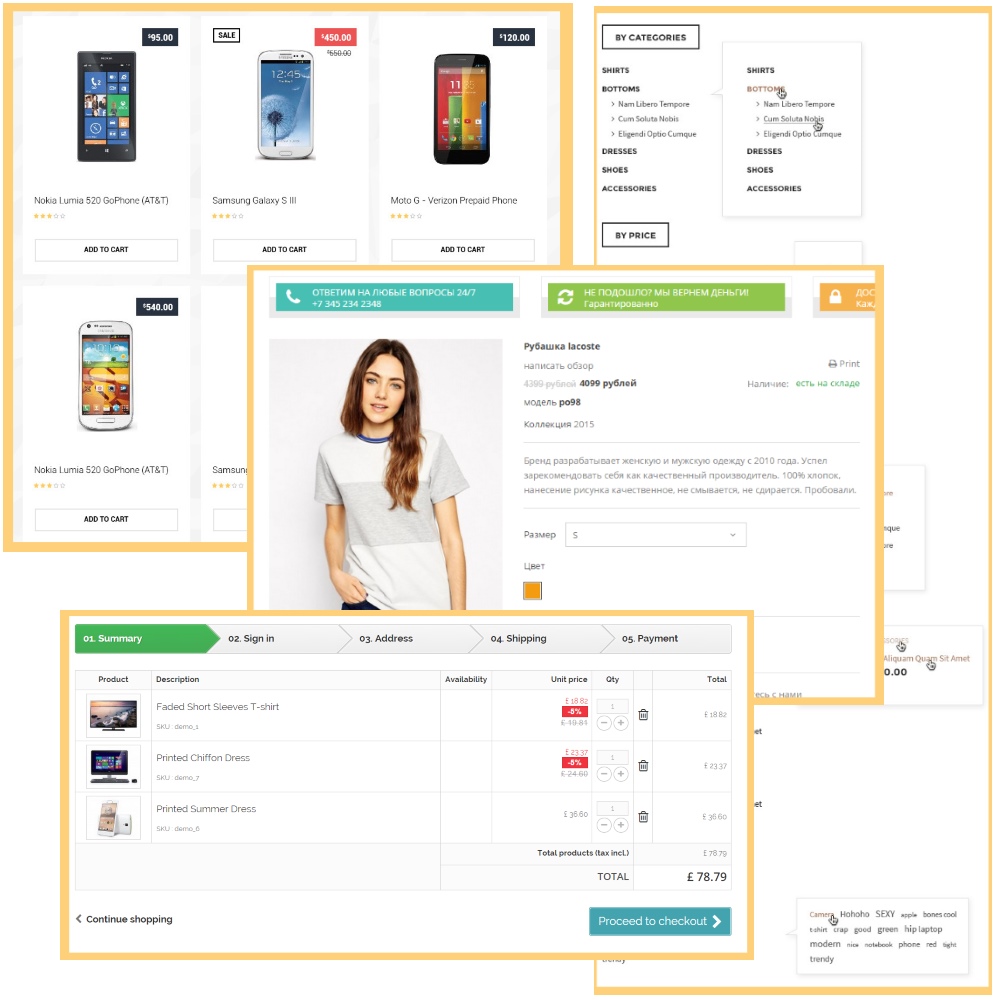 $95.00
SALE
$450.00
$550.00
$120.00
Nokia Lumia 520 GoPhone (AT&T)
Samsung Galaxy S III
Moto G - Verizon Prepaid Phone
ADD TO CART
ADD TO CART
ADD TO CART
$540.00
Nokia Lumia 520 GoPhone (AT&T)
Samsung
ADD TO CART
BY CATEGORIES
SHIRTS
BOTTOMS
Nam Libero Tempore
Cum Soluta Nobis
Eligendi Optio Cumque
DRESSES
SHOES
ACCESSORIES
SHIRTS
BOTTOMS
Nam Libero Tempore
Cum Soluta Nobis
Eligendi Optio Cumque
DRESSES
SHOES
ACCESSORIES
BY PRICE
ОТВЕТИМ НА ЛЮБЫЕ ВОПРОСЫ 24/7
+7 345 234 2348
НЕ ПОДОШЛО? МЫ ВЕРНЕМ ДЕНЬГИ!
Гарантированно
ДОС
Кажд
Рубашка lacoste
написать обзор
Print
4399 рублей 4099 рублей
Наличие: есть на складе
модель po98
Коллекция 2015
Бренд разрабатывает женскую и мужскую одежду с 2010 года. Успел
зарекомендовать себя как качественный производитель. 100% хлопок,
нанесение рисунка качественное, не смывается, не сдирается. Пробовали.
Размер
S
Цвет
ore
mque
ore
Aliquam Quam Sit Amet
0.00
тесь с нами
01. Summary
02. Sign in
03. Address
04. Shipping
05. Payment
Product Description Availability Unit price Qty Total
Faded Short Sleeves T-shirt
SKU : demo_1
£ 18.82
-5%
£ 19.81
1
£ 18.82
Printed Chiffon Dress
SKU : demo_7
£ 23.37
-5%
£ 24.60
1
£ 23.37
Printed Summer Dress
SKU : demo_6
£ 36.60
1
£ 36.60
Total products (tax incl.) £ 78.79
TOTAL £ 78.79
Continue shopping
Proceed to checkout
et
et
Camera Hohoho SEXY apple bones cool
t-shirt crap good green hip laptop
modern nice notebook phone red tight
trendy
trendy